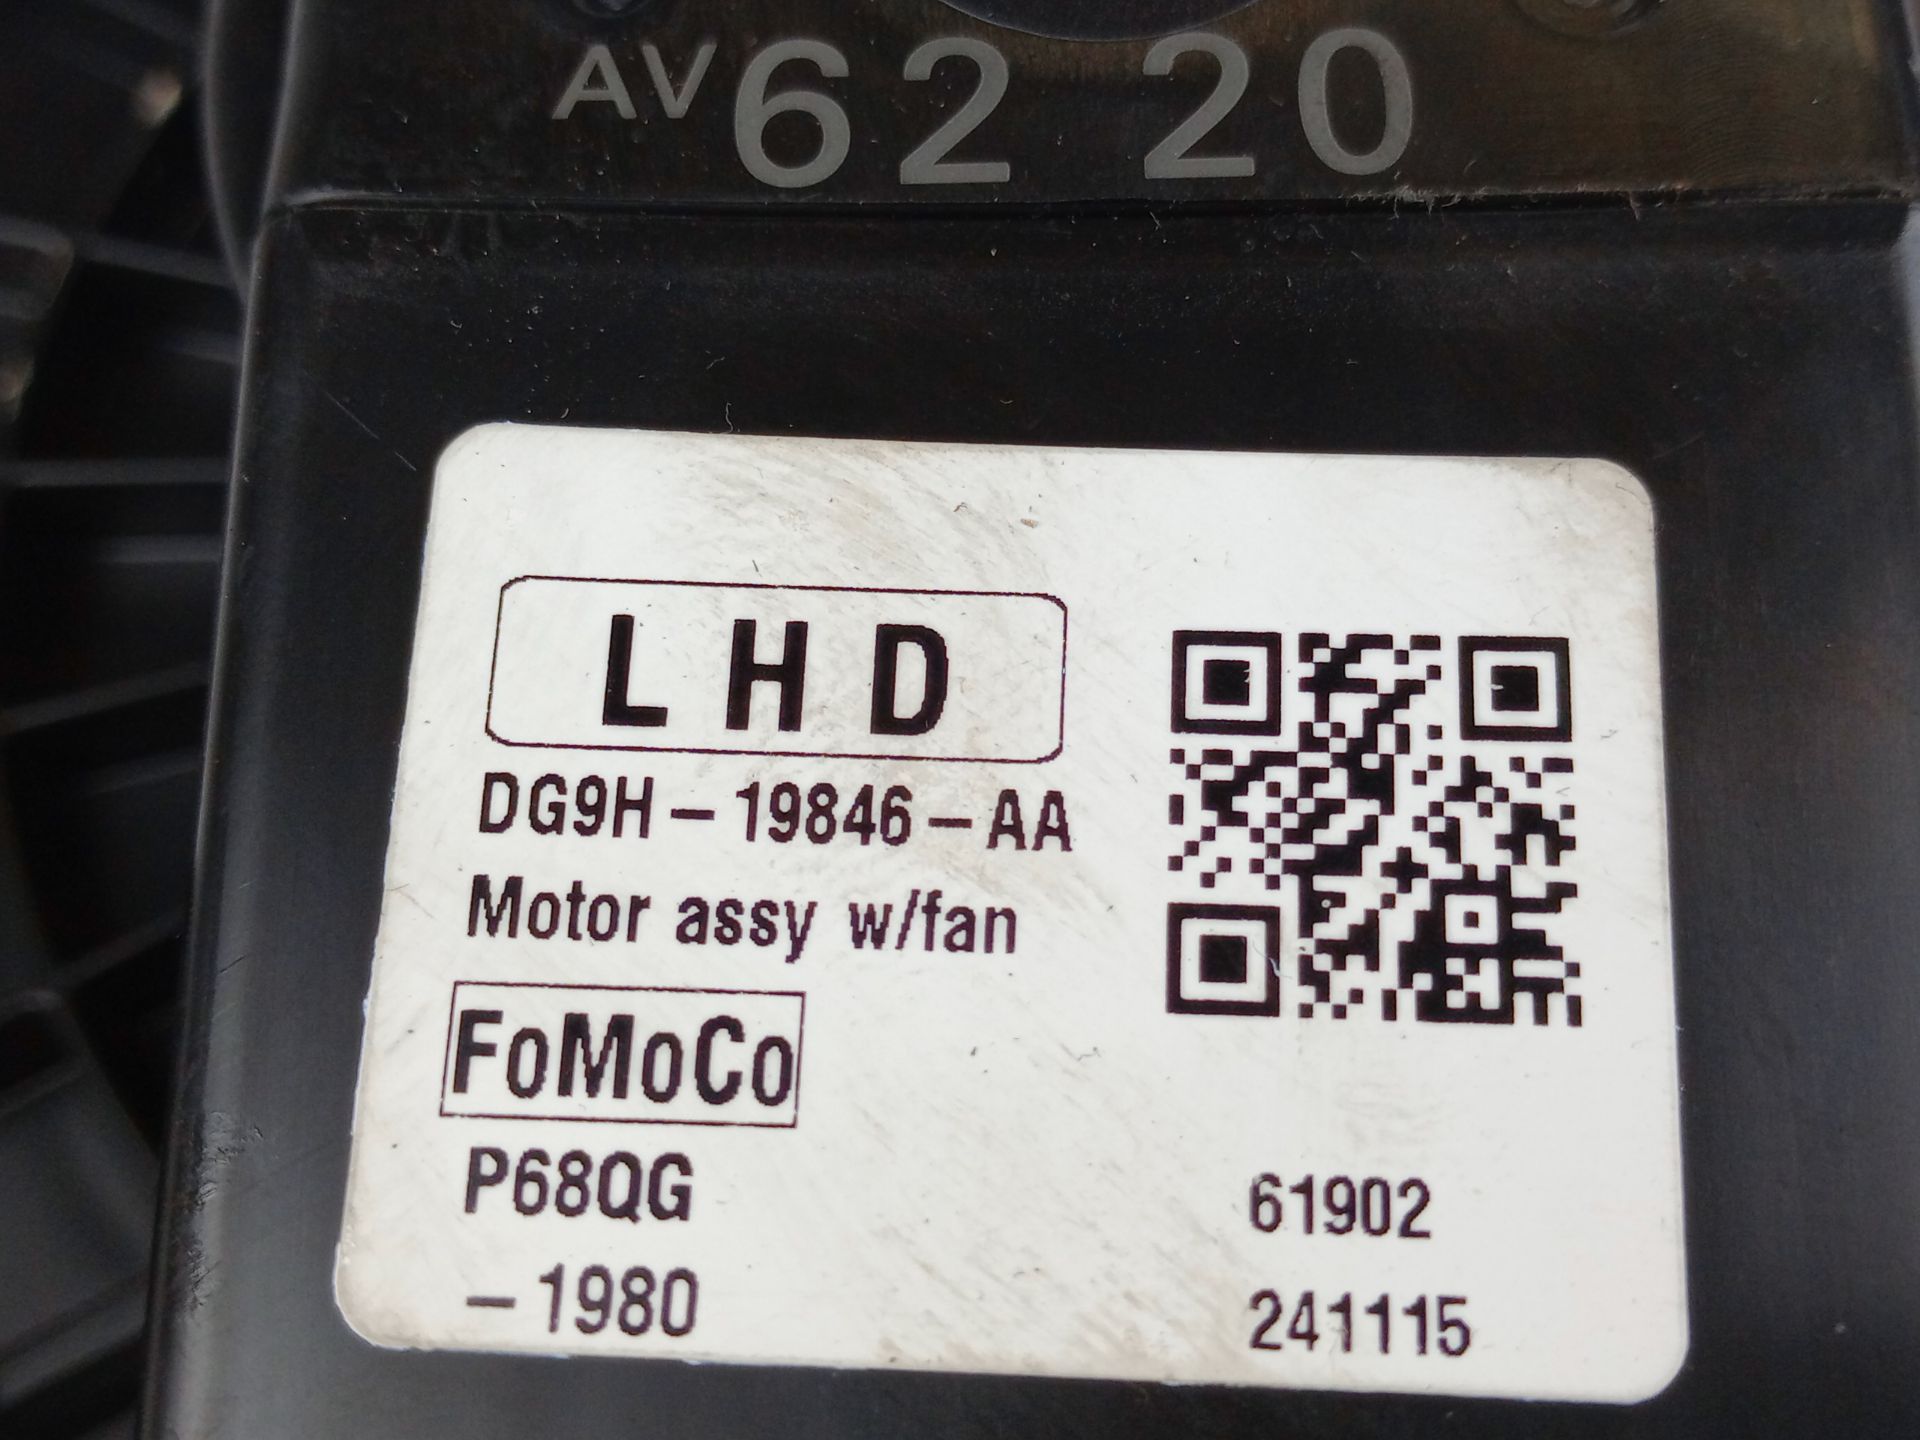 AV62 20
LHD
DG9H-19846-AA
Motor assy w/fan
FoMoCo
P68QG
61902
-1980
241115